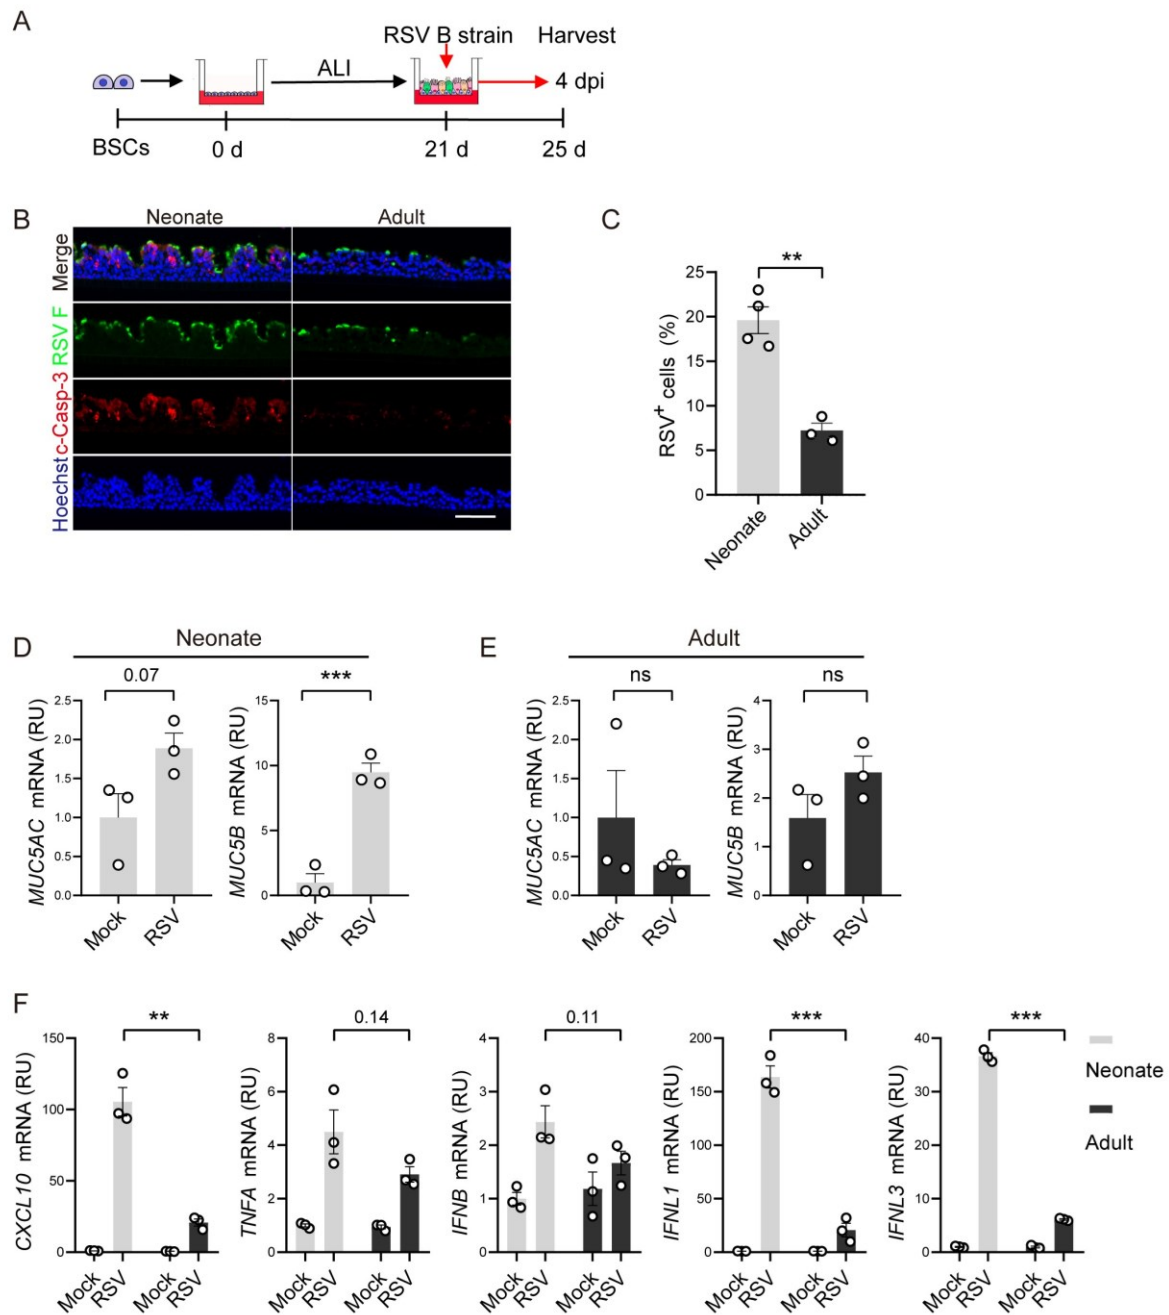 A
RSV B strain Harvest
ALI
4 dpi
BSCs 0 d 21 d 25 d
B
Neonate Adult
Merge
RSV F
c-Casp-3
Hoechst
C
**
RSV+ cells (%)
25
20
15
10
5
0
Neonate Adult
D
Neonate
0.07
MUC5AC mRNA (RU)
2.5
2.0
1.5
1.0
0.5
0.0
Mock RSV
***
MUC5B mRNA (RU)
15
10
5
0
Mock RSV
E
Adult
ns
MUC5AC mRNA (RU)
2.5
2.0
1.5
1.0
0.5
0.0
Mock RSV
ns
MUC5B mRNA (RU)
4
3
2
1
0
Mock RSV
F
**
CXCL10 mRNA (RU)
150
100
50
0
Mock RSV Mock RSV
0.14
TNFA mRNA (RU)
8
6
4
2
0
Mock RSV Mock RSV
0.11
IFNB mRNA (RU)
4
3
2
1
0
Mock RSV Mock RSV
***
IFNL1 mRNA (RU)
200
150
100
50
0
Mock RSV Mock RSV
***
IFNL3 mRNA (RU)
40
30
20
10
0
Mock RSV Mock RSV
Neonate
Adult